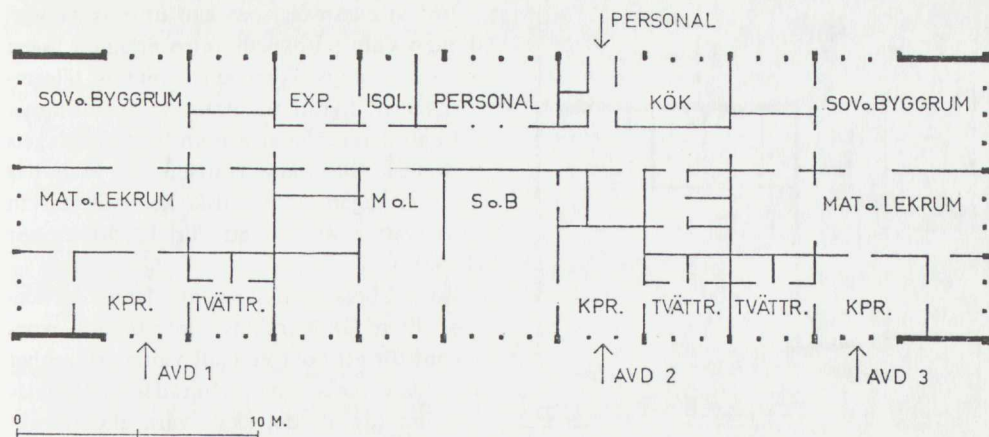 PERSONAL
SOV o. BYGGRUM
EXP.
ISOL.
PERSONAL
KÖK
SOV o. BYGGRUM
MAT o. LEKRUM
M o. L
S o. B
MAT o. LEKRUM
KPR.
TVÄTTR.
KPR.
TVÄTTR.
TVÄTTR.
KPR.
AVD 1
AVD 2
AVD 3
0 10 M.